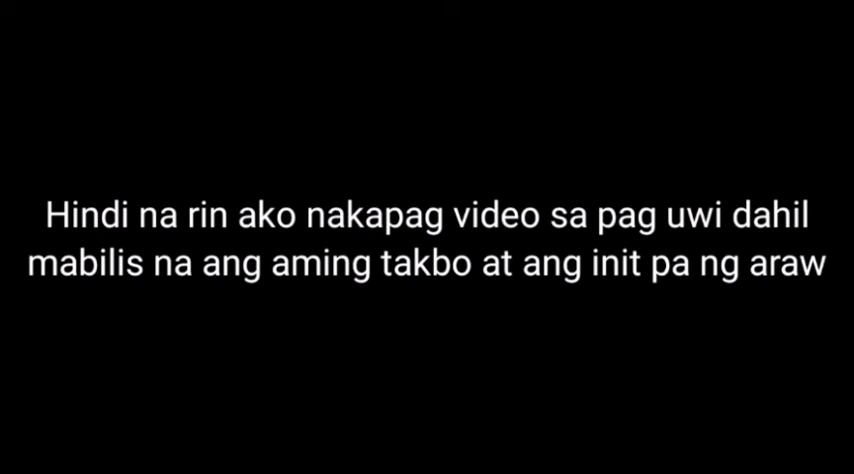 Hindi na rin ako nakapag video sa pag uwi dahil
mabilis na ang aming takbo at ang init pa ng araw